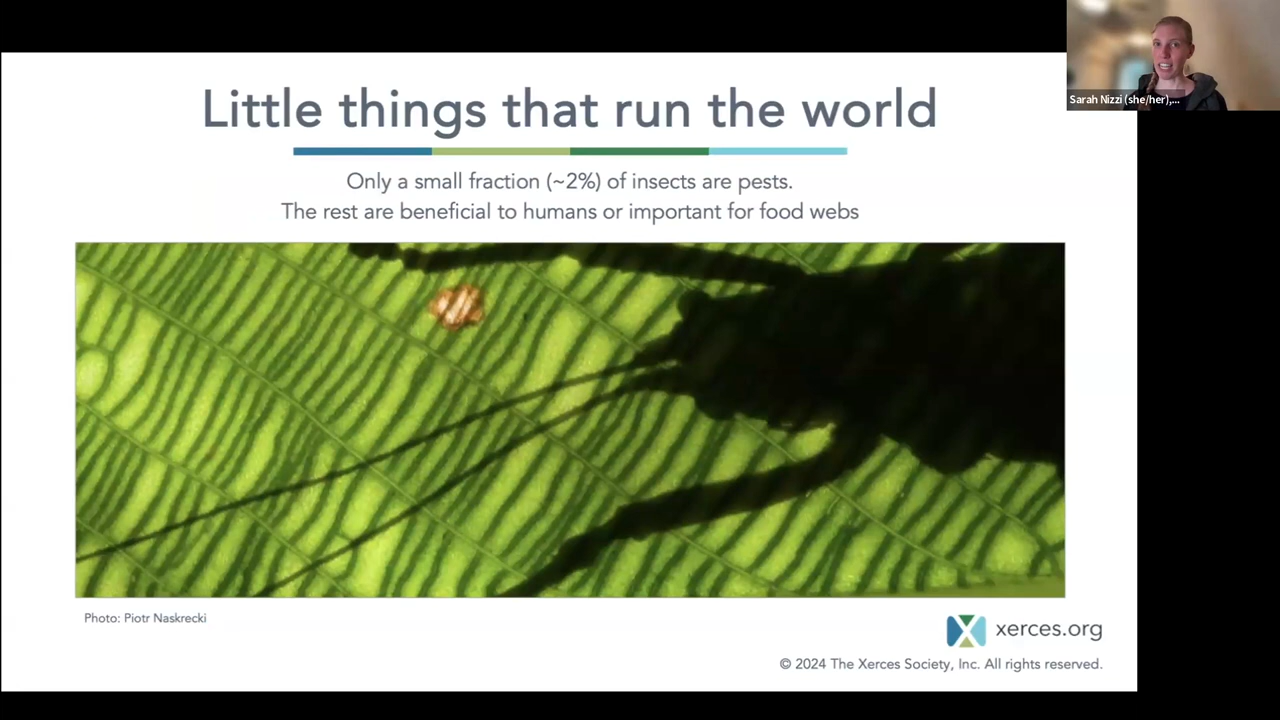 Little things that run the world
Sarah Nizzi (she/her),...
Only a small fraction (~2%) of insects are pests.
The rest are beneficial to humans or important for food webs
Photo: Piotr Naskrecki
xerces.org
© 2024 The Xerces Society, Inc. All rights reserved.